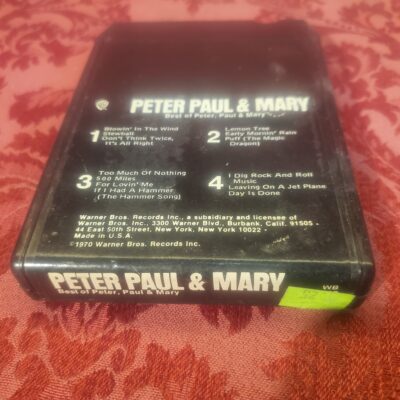 PETER PAUL & MARY
Best of Peter, Paul & Mary
1 Blowin' In The Wind
Stewball
Don't Think Twice,
It's All Right
2 Lemon Tree
Early Mornin' Rain
Puff (The Magic
Dragon)
3 Too Much Of Nothing
500 Miles
For Lovin' Me
If I Had A Hammer
(The Hammer Song)
4 I Dig Rock And Roll
Music
Leaving On A Jet Plane
Day Is Done
Warner Bros. Records Inc., a subsidiary and licensee of
Warner Bros. Inc., 3300 Warner Blvd., Burbank, Calif. 91505 ·
44 East 50th Street, New York, New York 10022 ·
Made in U.S.A.
©1970 Warner Bros. Records Inc.
PETER PAUL & MARY
Best of Peter, Paul & Mary
WB